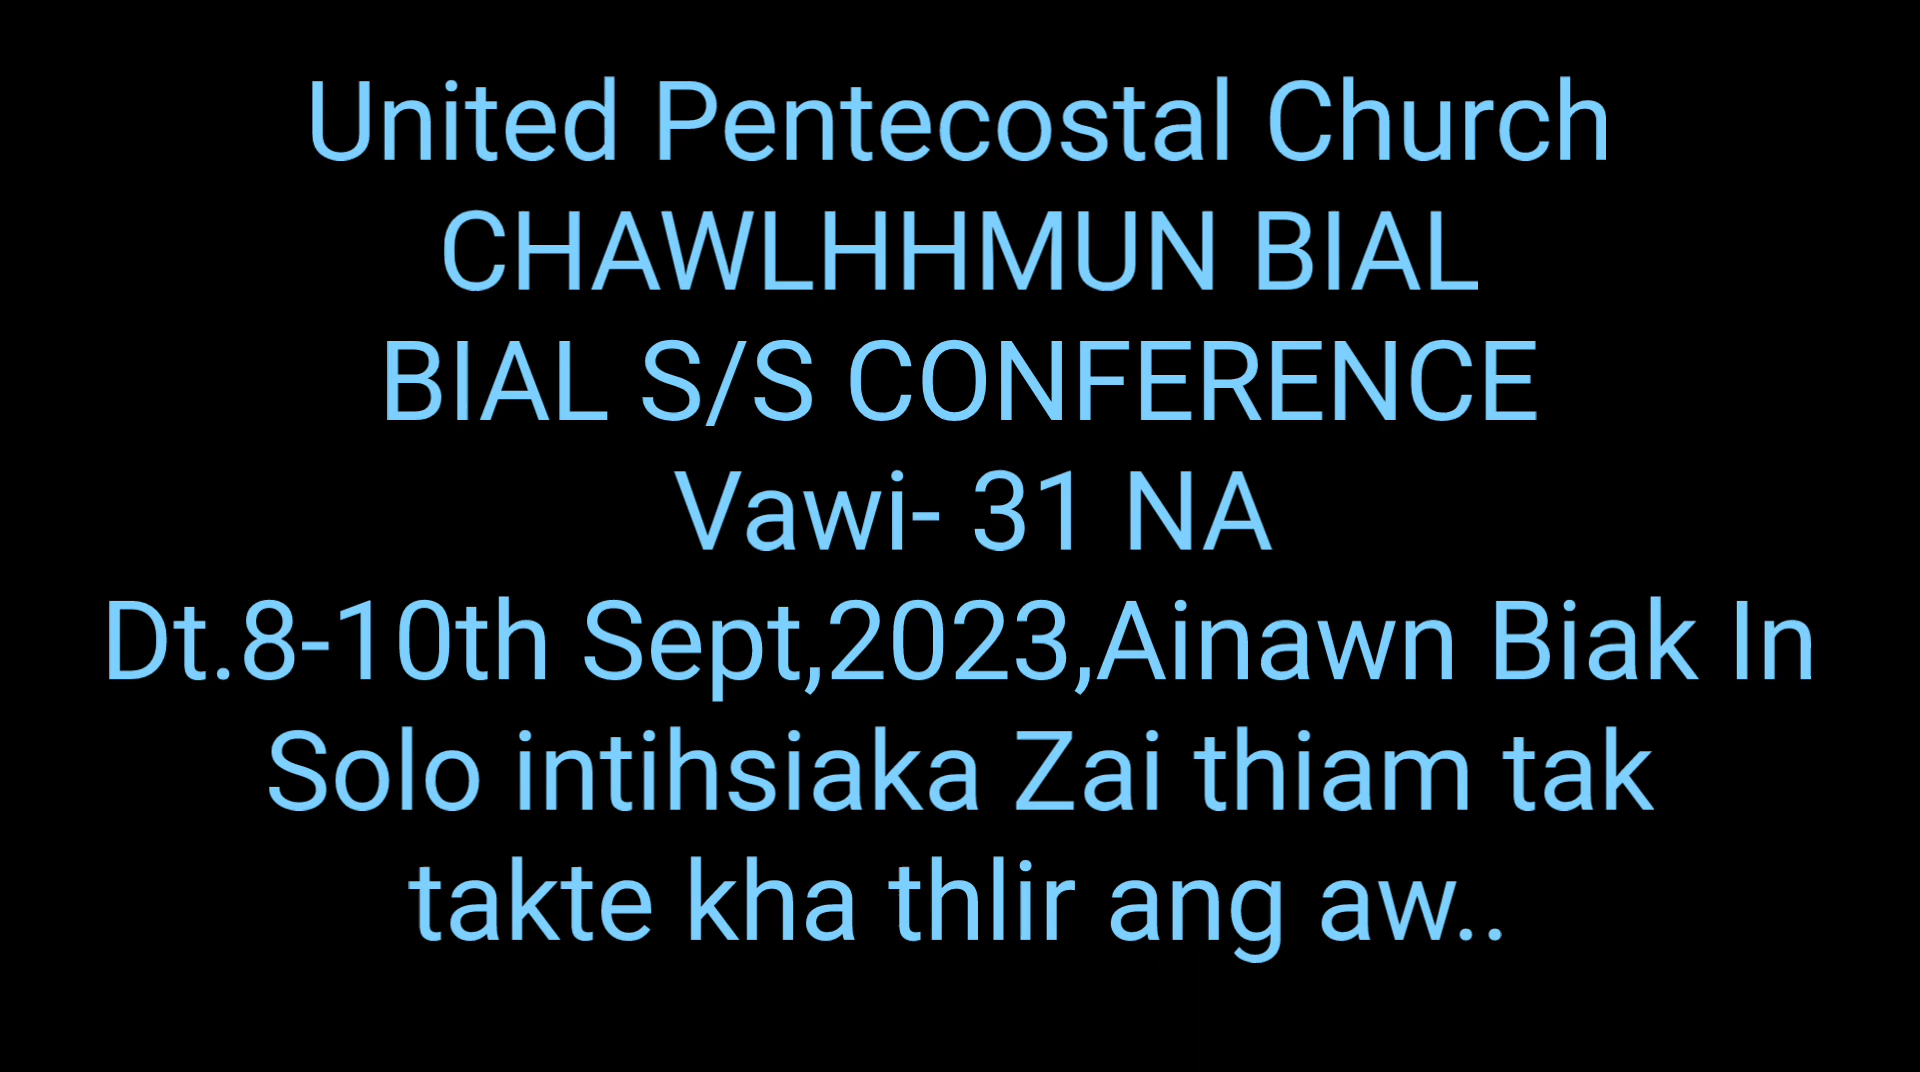 United Pentecostal Church
CHAWLHHMUN BIAL
BIAL S/S CONFERENCE
Vawi- 31 NA
Dt.8-10th Sept,2023,Ainawn Biak In
Solo intihsiaka Zai thiam tak
takte kha thlir ang aw..